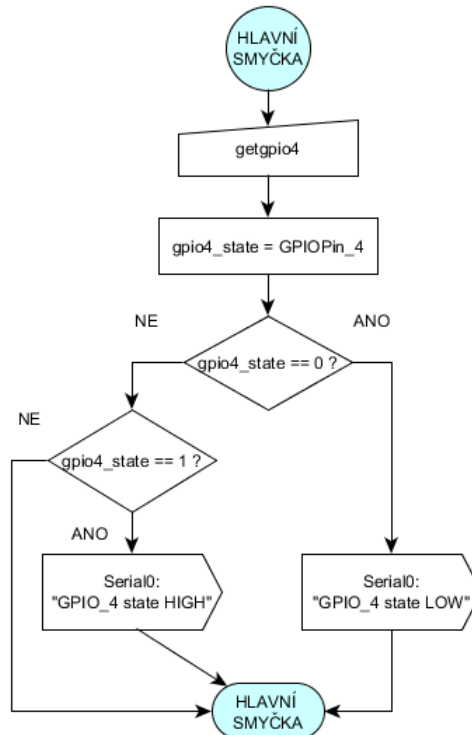 HLAVNÍ
SMYČKA
getgpio4
gpio4_state = GPIOPin_4
NE
ANO
gpio4_state == 0 ?
NE
gpio4_state == 1 ?
ANO
Serial0:
"GPIO_4 state HIGH"
Serial0:
"GPIO_4 state LOW"
HLAVNÍ
SMYČKA